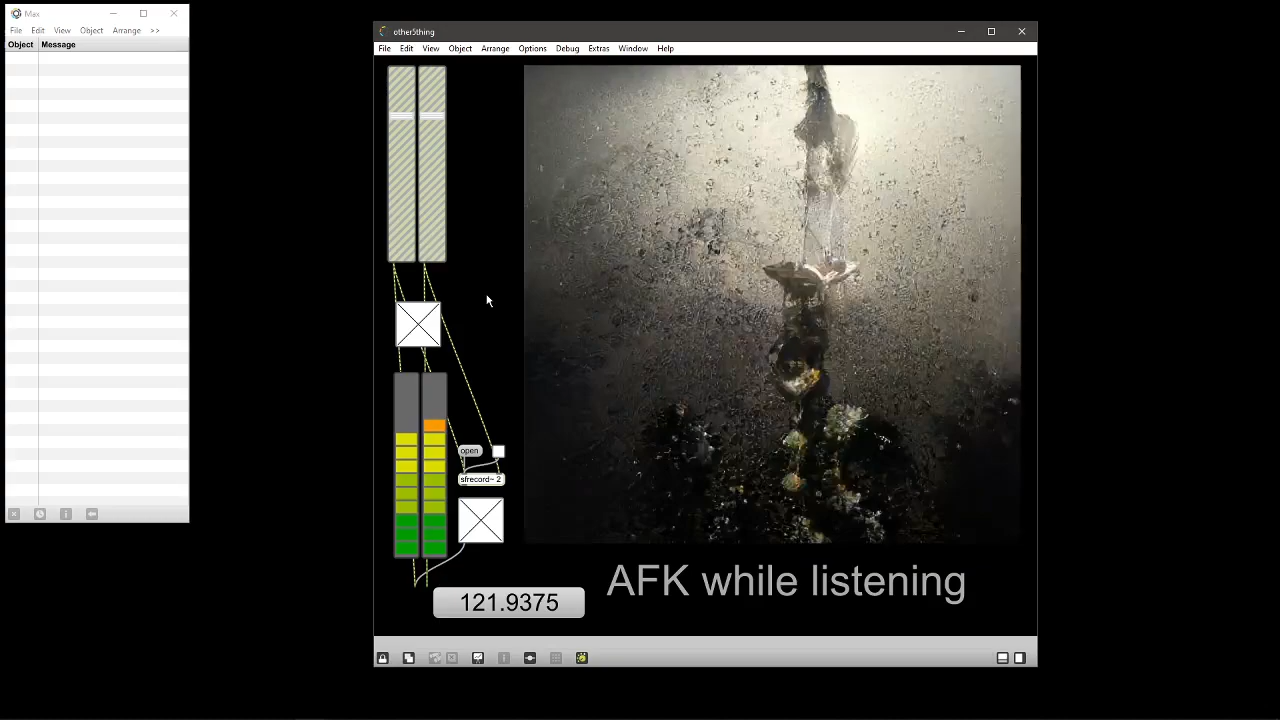 Max
File Edit View Object Arrange >>
Object Message
other5thing
File Edit View Object Arrange Options Debug Extras Window Help
open
sfrecord~ 2
121.9375
AFK while listening